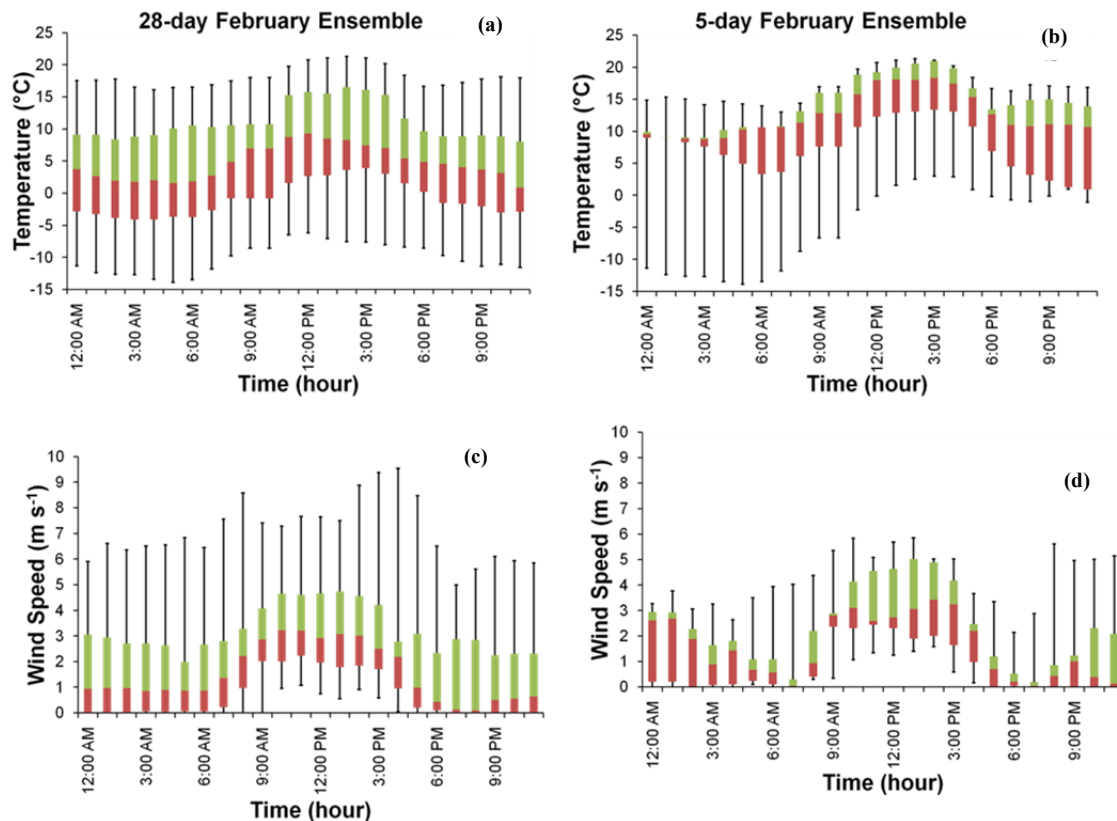 28-day February Ensemble
(a)
25
20
15
10
5
0
-5
-10
-15
Temperature (°C)
12:00 AM
3:00 AM
6:00 AM
9:00 AM
12:00 PM
3:00 PM
6:00 PM
9:00 PM
Time (hour)
5-day February Ensemble
(b)
25
20
15
10
5
0
-5
-10
-15
Temperature (°C)
12:00 AM
3:00 AM
6:00 AM
9:00 AM
12:00 PM
3:00 PM
6:00 PM
9:00 PM
Time (hour)
(c)
10
9
8
7
6
5
4
3
2
1
0
Wind Speed (m s⁻¹)
12:00 AM
3:00 AM
6:00 AM
9:00 AM
12:00 PM
3:00 PM
6:00 PM
9:00 PM
Time (hour)
(d)
10
9
8
7
6
5
4
3
2
1
0
Wind Speed (m s⁻¹)
12:00 AM
3:00 AM
6:00 AM
9:00 AM
12:00 PM
3:00 PM
6:00 PM
9:00 PM
Time (hour)